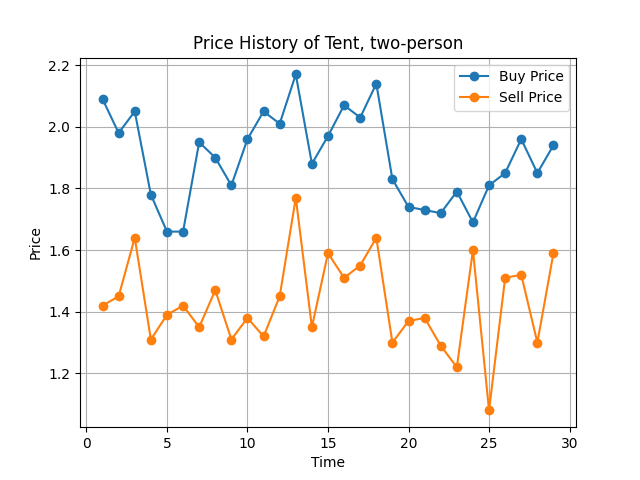 Price History of Tent, two-person
Buy Price
Sell Price
2.2
2.0
1.8
1.6
1.4
1.2
Price
0 5 10 15 20 25 30
Time